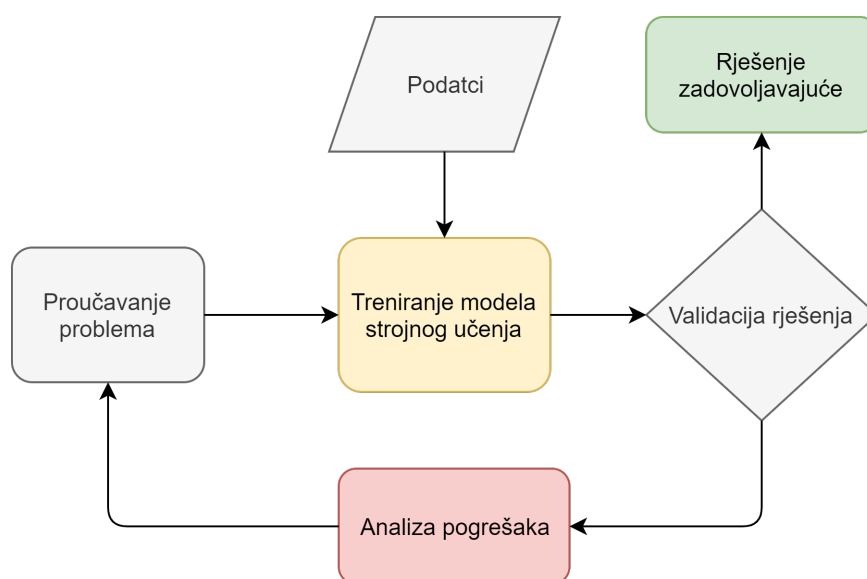 Podatci
Rješenje
zadovoljavajuće
Proučavanje
problema
Treniranje modela
strojnog učenja
Validacija rješenja
Analiza pogrešaka